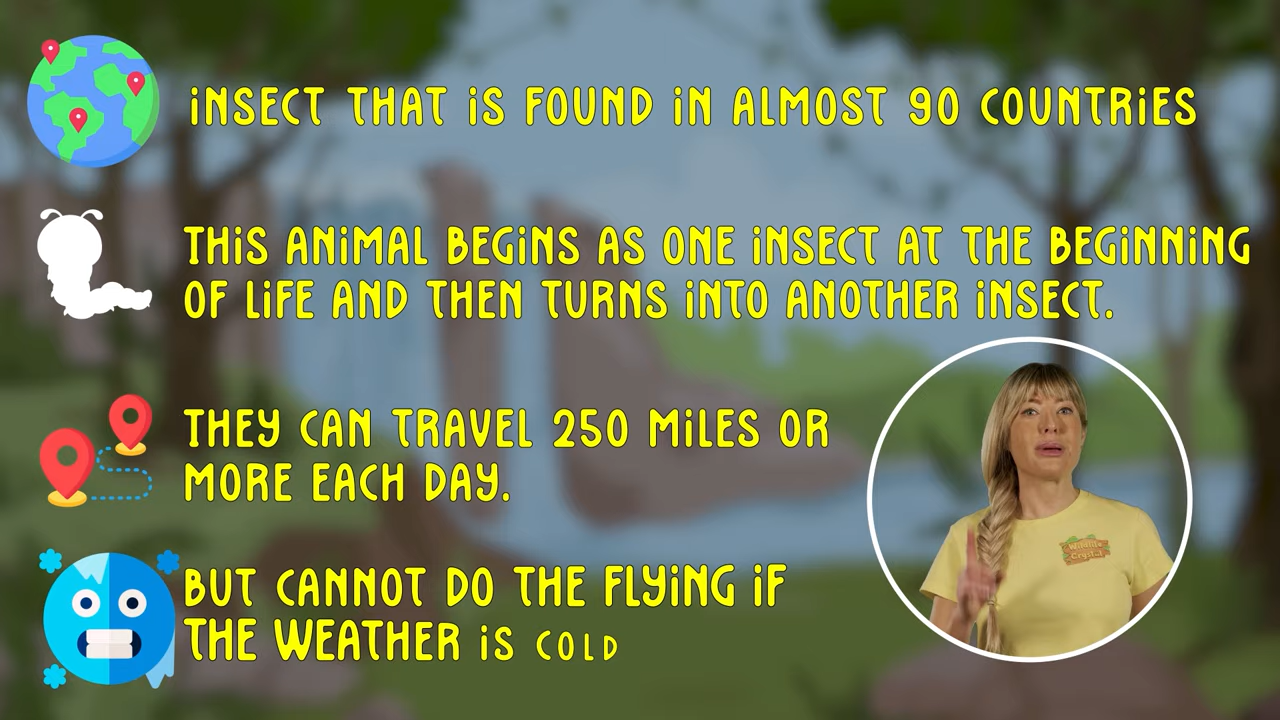 iNSECT THAT iS FOUND iN ALMOST 90 COUNTRiES
THiS ANiMAL BEGiNS AS ONE iNSECT AT THE BEGiNNiNG
OF LiFE AND THEN TURNS iNTO ANOTHER iNSECT.
THEY CAN TRAVEL 250 MiLES OR
MORE EACH DAY.
BUT CANNOT DO THE FLYiNG iF
THE WEATHER iS COLD
Wildlife